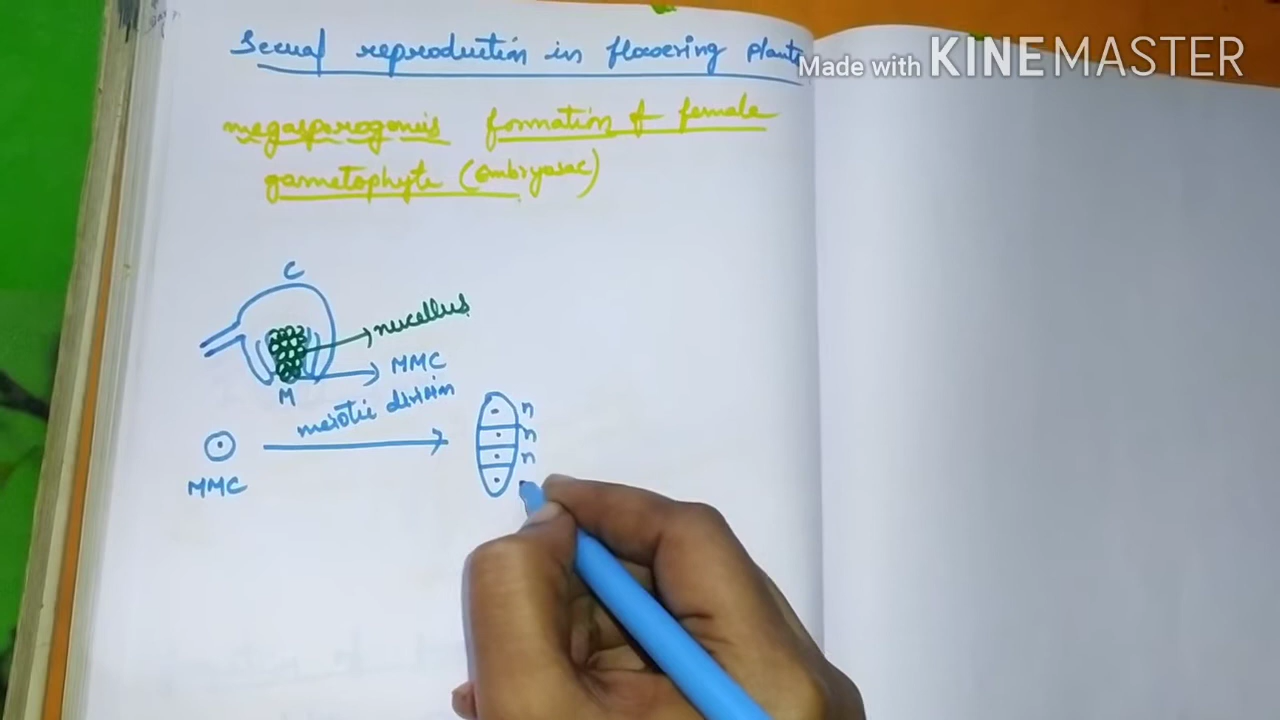 Sexual reproduction in flowering plants
Made with KINEMASTER
megasporogenesis formation of female
gametophyte (embryosac)
C
nucellus
MMC
M
meiotic division
n
n
n
MMC